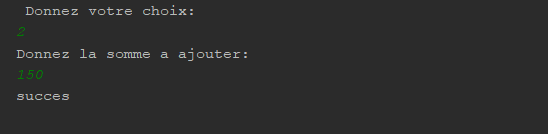 Donnez votre choix:
2
Donnez la somme a ajouter:
150
succes